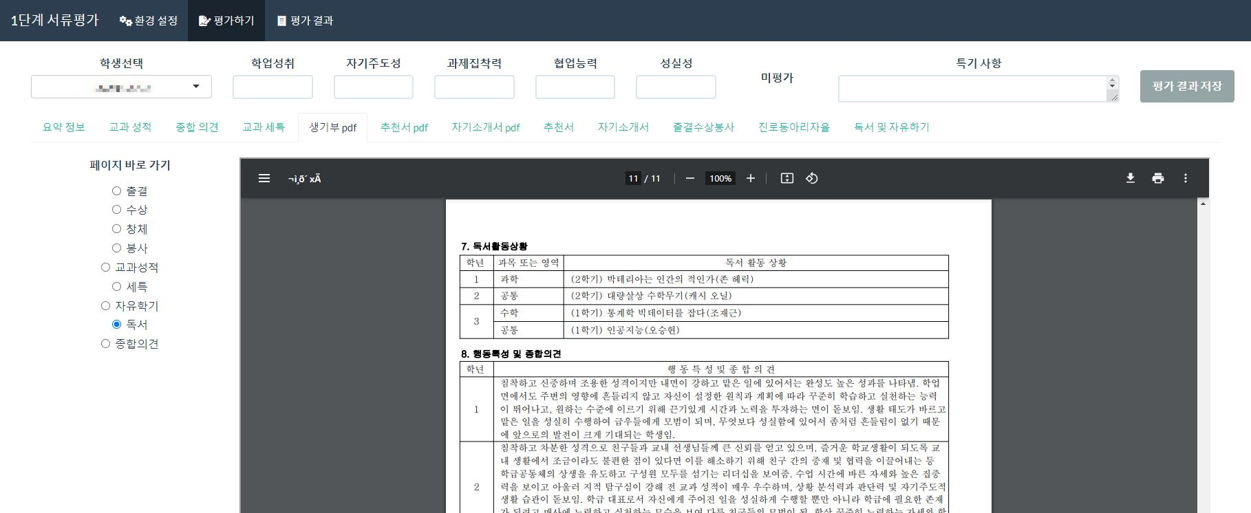 1단계 서류평가 환경 설정 평가하기 평가 결과
학생선택 학업성취 자기주도성 과제집착력 협업능력 성실성 미평가 특기 사항
평가 결과 저장
요약 정보 교과 성적 종합 의견 교과 세특 생기부 pdf 추천서 pdf 자기소개서 pdf 추천서 자기소개서 출결수상봉사 진로동아리자율 독서 및 자유학기
페이지 바로 가기
출결
수상
창체
봉사
교과성적
세특
자유학기
독서
종합의견
¬i¸ð´ xÃ 11 / 11 100%
7. 독서활동상황
학년 과목 또는 영역 독서 활동 상황
1 과학 (2학기) 박테리아는 인간의 적인가(존 헤릭)
2 공통 (2학기) 대량살상 수학무기(캐시 오닐)
3 수학 (1학기) 통계학 빅데이터를 잡다(조재근)
공통 (1학기) 인공지능(오승현)
8. 행동특성 및 종합의견
학년 행 동 특 성 및 종 합 의 견
1
침착하고 신중하며 조용한 성격이지만 내면이 강하고 맡은 일에 있어서는 완성도 높은 성과를 나타냄. 학업
면에서도 주변의 영향에 흔들리지 않고 자신이 설정한 원칙과 계획에 따라 꾸준히 학습하고 실천하는 능력
이 뛰어나고, 원하는 수준에 이르기 위해 끈기있게 시간과 노력을 투자하는 면이 돋보임. 생활 태도가 바르고
맡은 일을 성실히 수행하여 급우들에게 모범이 되며, 무엇보다 성실함에 있어서 좀처럼 흔들림이 없기 때문
에 앞으로의 발전이 크게 기대되는 학생임.
2
침착하고 차분한 성격으로 친구들과 교내 선생님들께 큰 신뢰를 얻고 있으며, 즐거운 학교생활이 되도록 교
내 생활에서 조금이라도 불편한 점이 있다면 이를 해소하기 위해 친구 간의 중재 및 협력을 이끌어내는 등
학급공동체의 상생을 유도하고 구성원 모두를 섬기는 리더십을 보여줌. 수업 시간에 바른 자세와 높은 집중
력을 보이고 아울러 지적 탐구심이 강해 전 교과 성적이 매우 우수하며, 상황 분석력과 판단력 및 자기주도적
생활 습관이 돋보임. 학급 대표로서 자신에게 주어진 일을 성실하게 수행할 뿐만 아니라 학급에 필요한 존재
가 되려고 매사에 노력하고 실천하는 모습을 보여 다른 친구들의 모범이 됨. 항상 꾸준히 노력하는 자세와 학